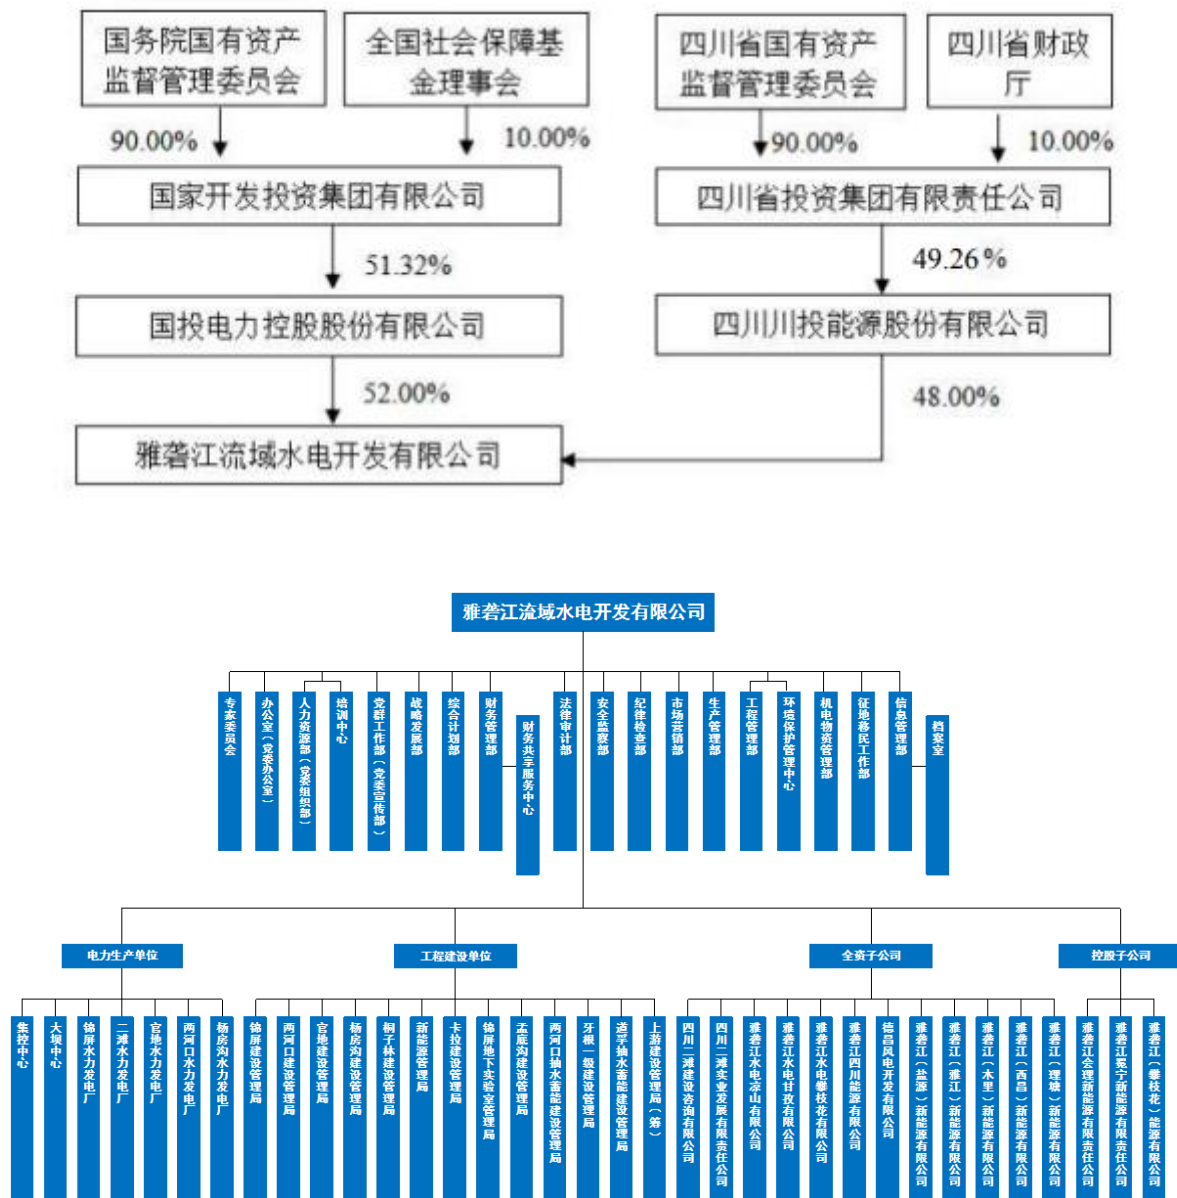 国务院国有资产
监督管理委员会
全国社会保障基
金理事会
四川省国有资产
监督管理委员会
四川省财政
厅
90.00%
10.00%
90.00%
10.00%
国家开发投资集团有限公司
四川省投资集团有限责任公司
51.32%
49.26%
国投电力控股股份有限公司
四川川投能源股份有限公司
52.00%
48.00%
雅砻江流域水电开发有限公司
雅砻江流域水电开发有限公司
专家委员会
办公室（党委办公室）
人力资源部（党委组织部）
培训中心
党群工作部（党委宣传部）
战略发展部
综合计划部
财务管理部
财务共享服务中心
法律审计部
安全监察部
纪律检查部
市场营销部
生产管理部
工程管理部
环境保护管理中心
机电物资管理部
征地移民工作部
信息管理部
档案室
电力生产单位
工程建设单位
全资子公司
控股子公司
集控中心
大坝中心
锦屏水力发电厂
二滩水力发电厂
官地水力发电厂
两河口水力发电厂
杨房沟水力发电厂
锦屏建设管理局
两河口建设管理局
官地建设管理局
杨房沟建设管理局
桐子林建设管理局
新能源管理局
卡拉建设管理局
锦屏地下实验室管理局
孟底沟建设管理局
两河口抽水蓄能建设管理局
牙根一级建设管理局
道孚抽水蓄能建设管理局
上游建设管理局（筹）
四川二滩建设咨询有限公司
四川二滩实业发展有限责任公司
雅砻江水电凉山有限公司
雅砻江水电甘孜有限公司
雅砻江水电攀枝花有限公司
雅砻江四川能源有限公司
德昌风电开发有限公司
雅砻江（盐源）新能源有限公司
雅砻江（雅江）新能源有限公司
雅砻江（木里）新能源有限公司
雅砻江（西昌）新能源有限公司
雅砻江（理塘）新能源有限公司
雅砻江会理新能源有限责任公司
雅砻江冕宁新能源有限责任公司
雅砻江（攀枝花）能源有限公司